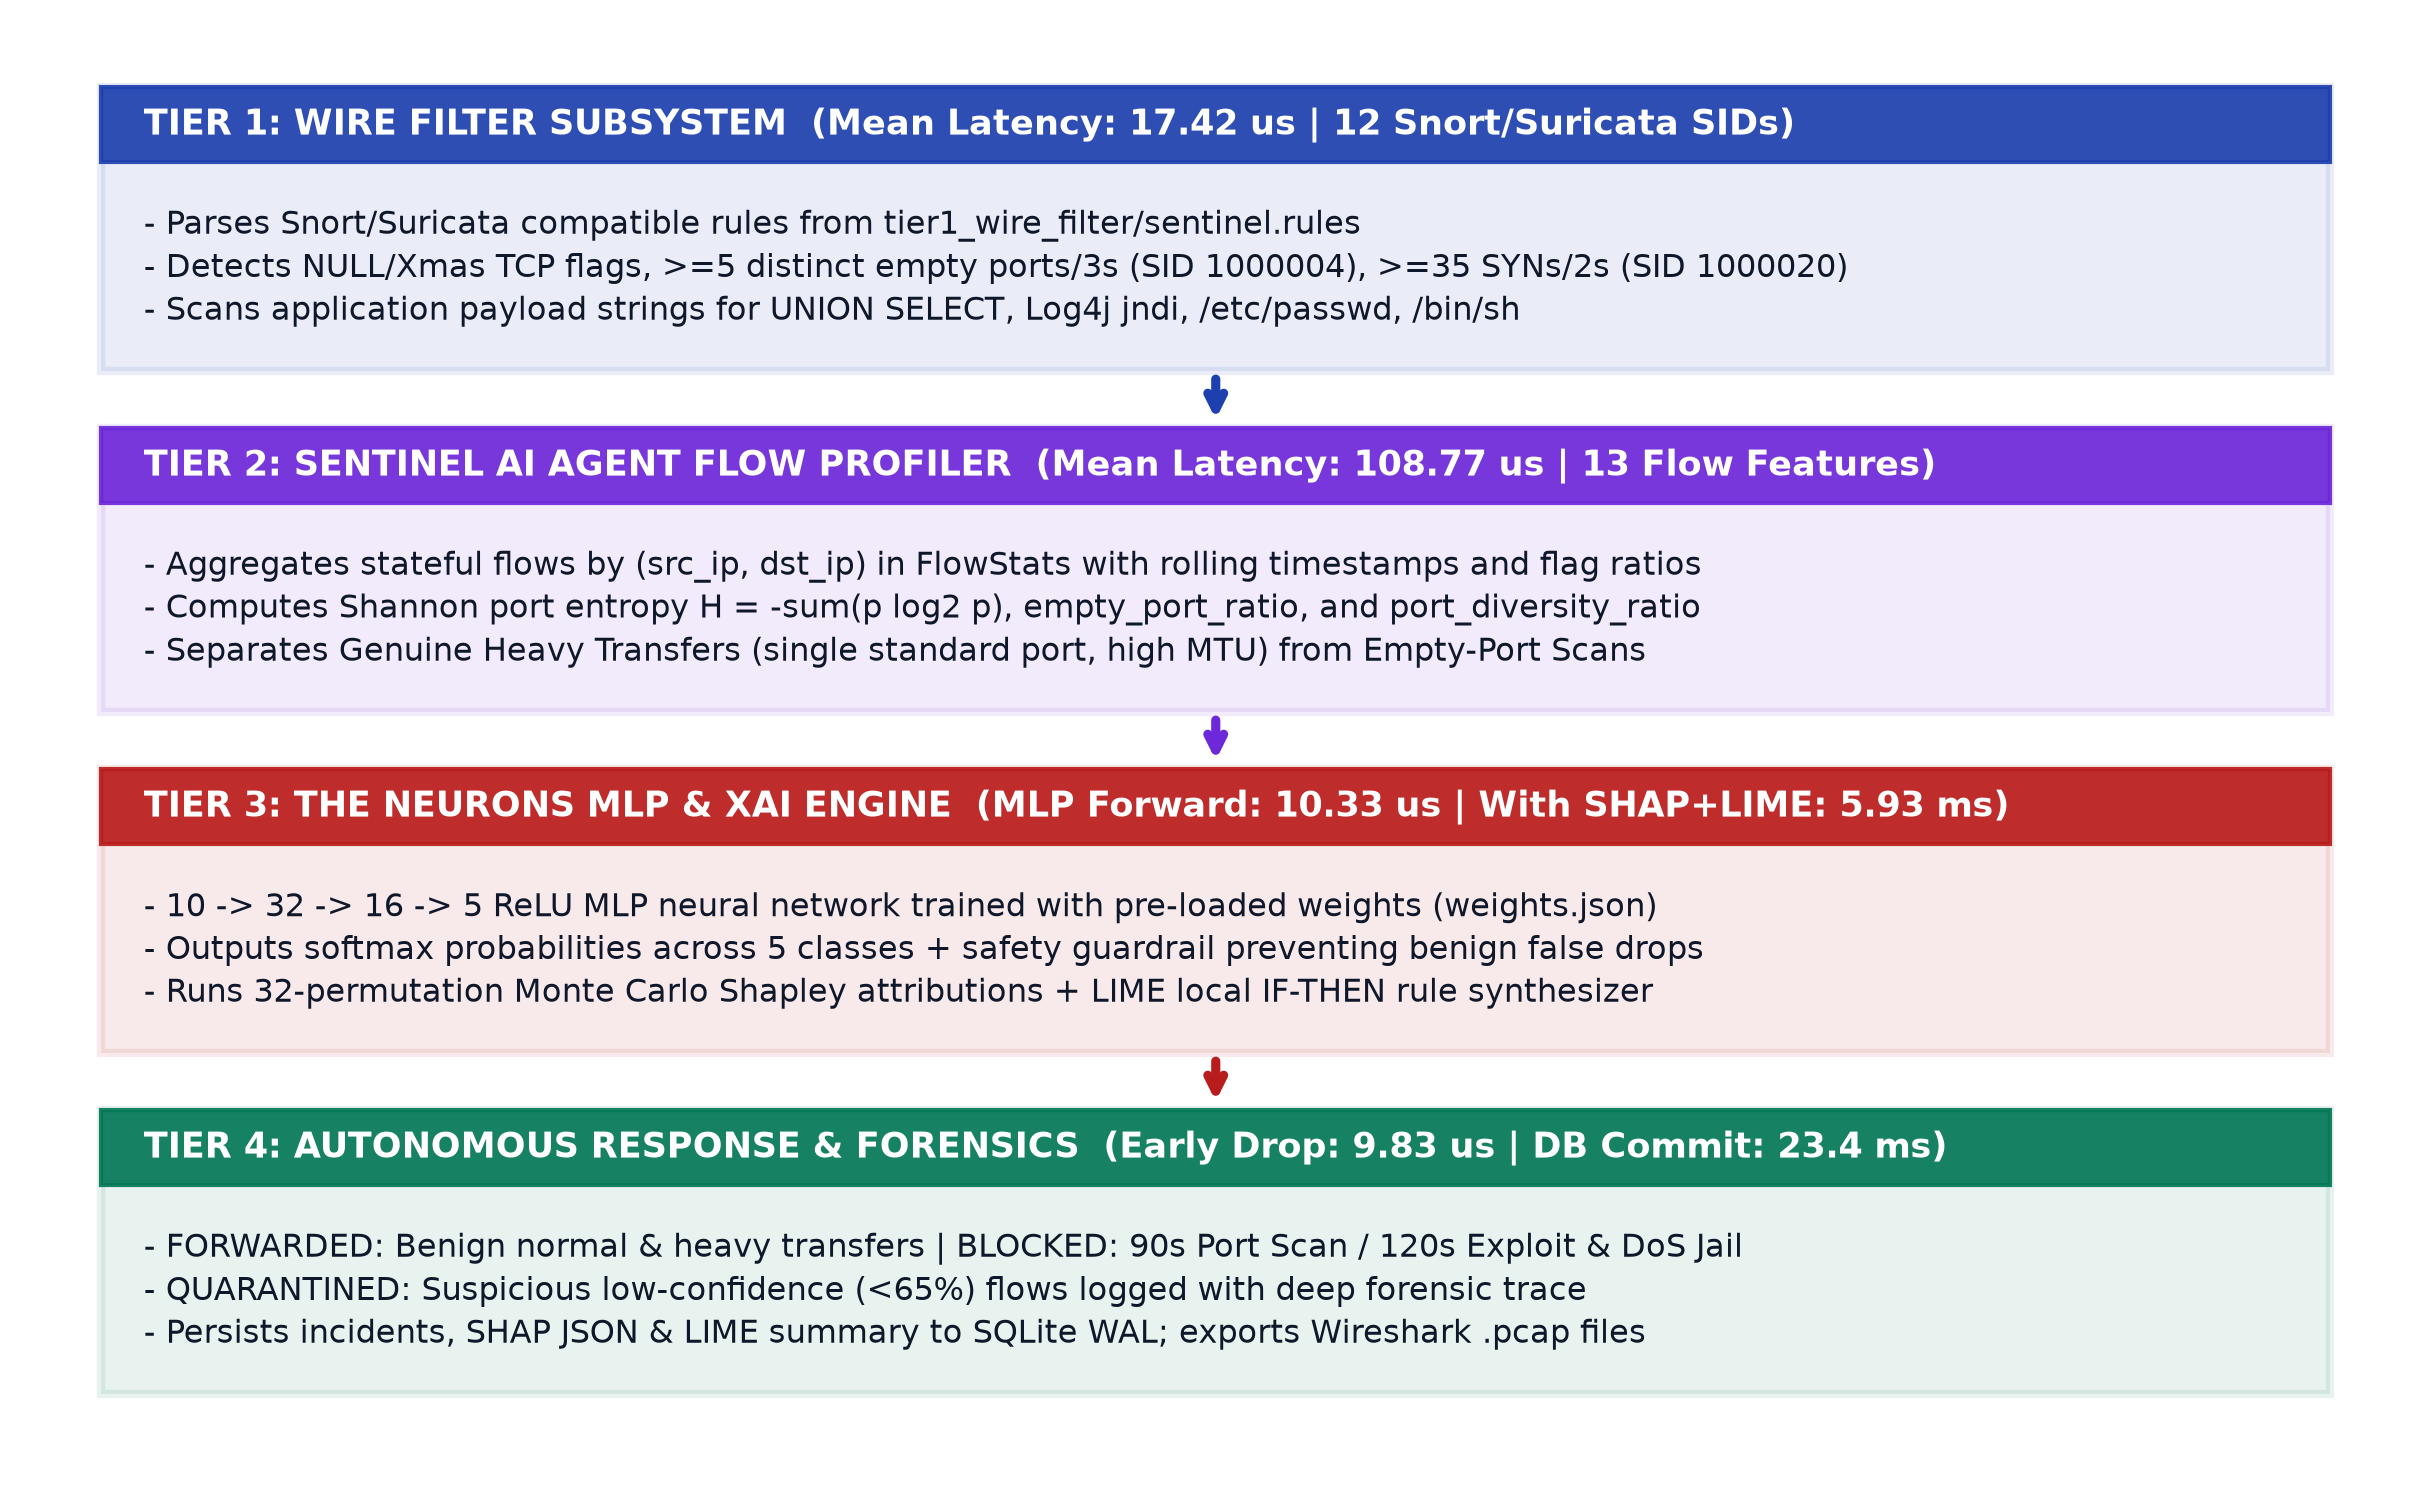 TIER 1: WIRE FILTER SUBSYSTEM (Mean Latency: 17.42 us | 12 Snort/Suricata SIDs)
- Parses Snort/Suricata compatible rules from tier1_wire_filter/sentinel.rules
- Detects NULL/Xmas TCP flags, >=5 distinct empty ports/3s (SID 1000004), >=35 SYNs/2s (SID 1000020)
- Scans application payload strings for UNION SELECT, Log4j jndi, /etc/passwd, /bin/sh
TIER 2: SENTINEL AI AGENT FLOW PROFILER (Mean Latency: 108.77 us | 13 Flow Features)
- Aggregates stateful flows by (src_ip, dst_ip) in FlowStats with rolling timestamps and flag ratios
- Computes Shannon port entropy H = -sum(p log2 p), empty_port_ratio, and port_diversity_ratio
- Separates Genuine Heavy Transfers (single standard port, high MTU) from Empty-Port Scans
TIER 3: THE NEURONS MLP & XAI ENGINE (MLP Forward: 10.33 us | With SHAP+LIME: 5.93 ms)
- 10 -> 32 -> 16 -> 5 ReLU MLP neural network trained with pre-loaded weights (weights.json)
- Outputs softmax probabilities across 5 classes + safety guardrail preventing benign false drops
- Runs 32-permutation Monte Carlo Shapley attributions + LIME local IF-THEN rule synthesizer
TIER 4: AUTONOMOUS RESPONSE & FORENSICS (Early Drop: 9.83 us | DB Commit: 23.4 ms)
- FORWARDED: Benign normal & heavy transfers | BLOCKED: 90s Port Scan / 120s Exploit & DoS Jail
- QUARANTINED: Suspicious low-confidence (<65%) flows logged with deep forensic trace
- Persists incidents, SHAP JSON & LIME summary to SQLite WAL; exports Wireshark .pcap files